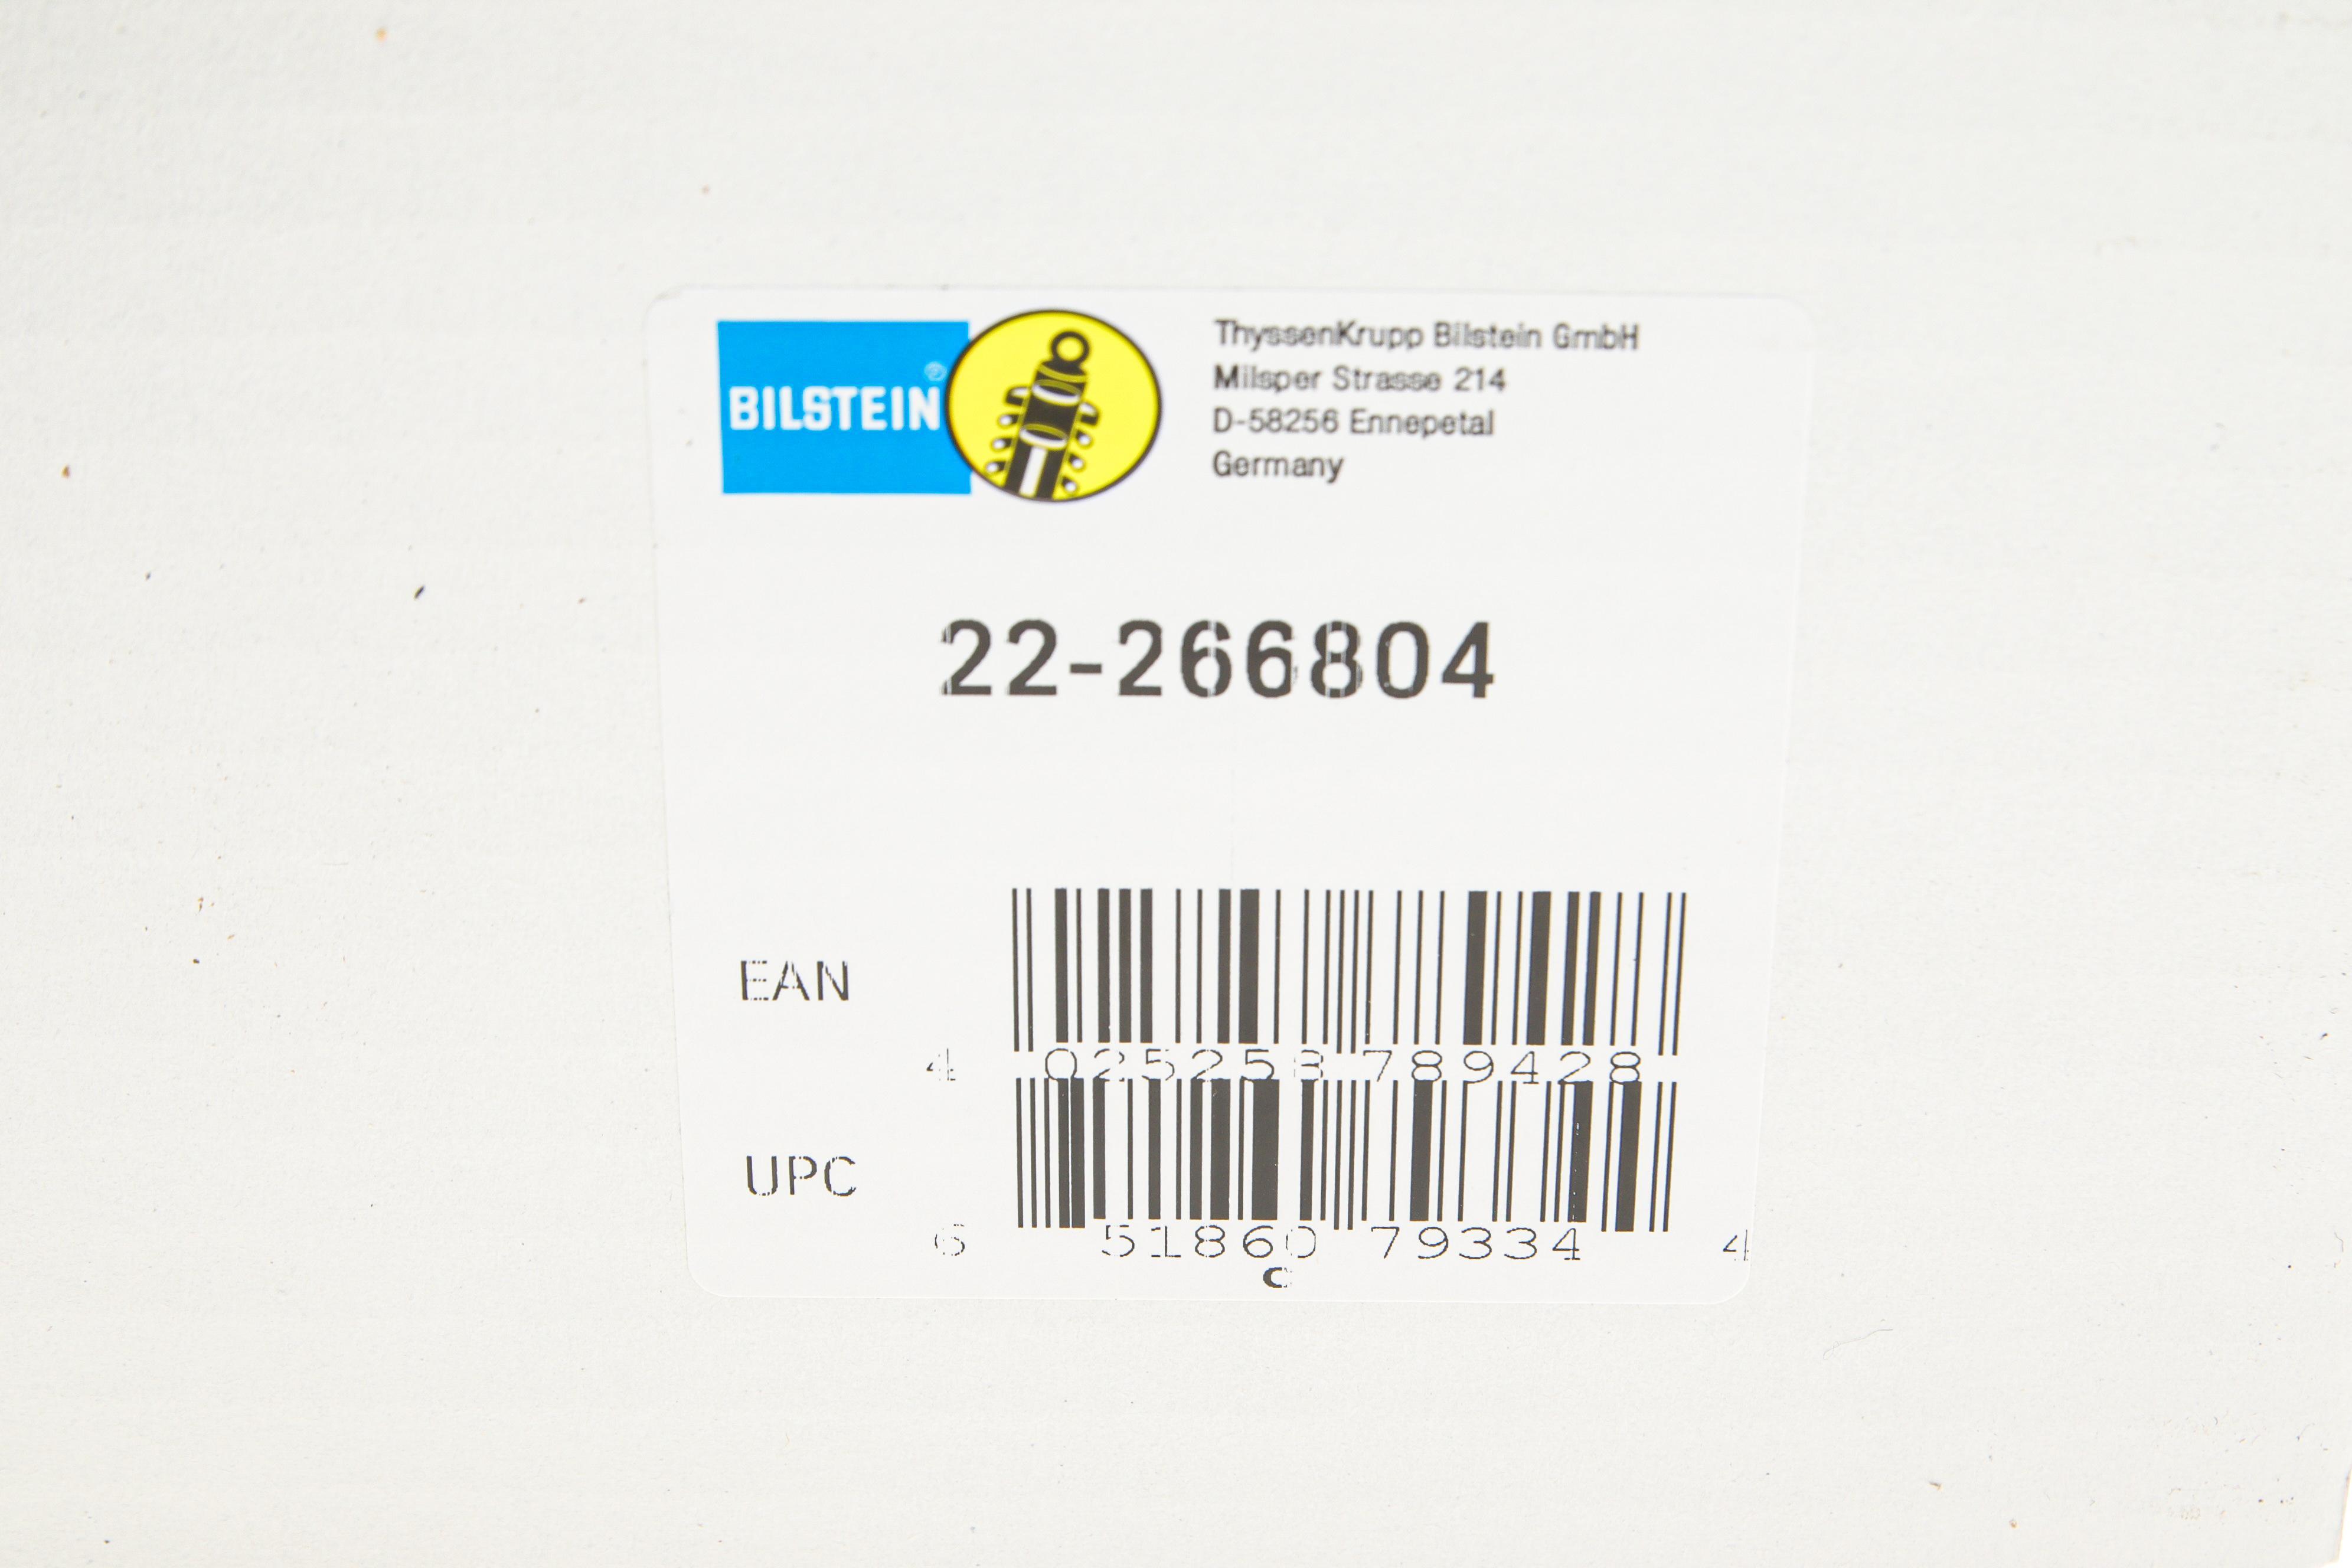 BILSTEIN®
ThyssenKrupp Bilstein GmbH
Milsper Strasse 214
D-58256 Ennepetal
Germany
22-266804
EAN
4 025258 789428
UPC
6 51860 79334 4
C